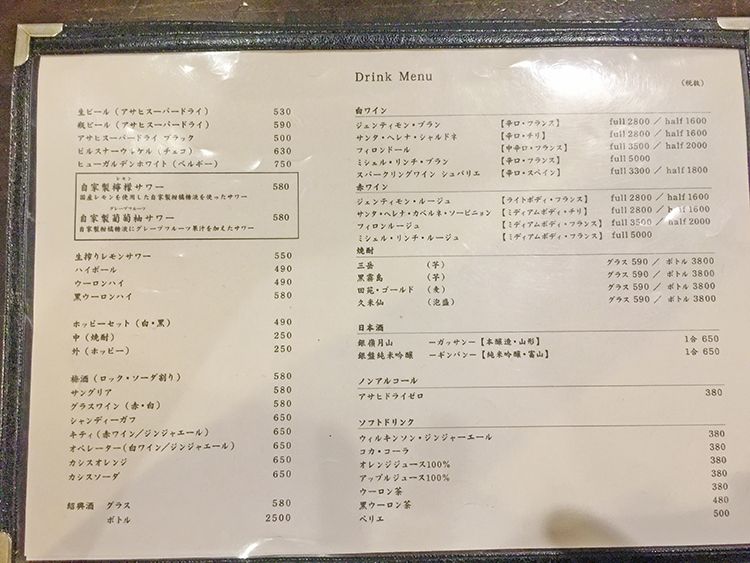 Drink Menu
(税抜)
生ビール (アサヒスーパードライ) 530
瓶ビール (アサヒスーパードライ) 590
アサヒスーパードライ ブラック 500
ピルスナーウルケル (チェコ) 630
ヒューガルデンホワイト (ベルギー) 750
レモン
自家製檸檬サワー 580
国産レモンを使用した自家製柑橘糖液を使ったサワー
グレープフルーツ
自家製葡萄柚サワー 580
自家製柑橘糖液にグレープフルーツ果汁を加えたサワー
生搾りレモンサワー 550
ハイボール 490
ウーロンハイ 490
黒ウーロンハイ 580
ホッピーセット (白・黒) 490
中 (焼酎) 250
外 (ホッピー) 250
梅酒 (ロック・ソーダ割り) 580
サングリア 580
グラスワイン (赤・白) 580
シャンディーガフ 650
キティ (赤ワイン/ジンジャエール) 650
オペレーター (白ワイン/ジンジャエール) 650
カシスオレンジ 650
カシスソーダ 650
紹興酒 グラス 580
ボトル 2500
白ワイン
ジェンティモン・ブラン 【辛口・フランス】 full 2800 / half 1600
サンタ・ヘレナ・シャルドネ 【辛口・チリ】 full 2800 / half 1600
フィロンドール 【中辛口・フランス】 full 3500 / half 2000
ミシェル・リンチ・ブラン 【辛口・フランス】 full 5000
スパークリングワイン シュバリエ 【辛口・スペイン】 full 3300 / half 1800
赤ワイン
ジェンティモン・ルージュ 【ライトボディ・フランス】 full 2800 / half 1600
サンタ・ヘレナ・カベルネ・ソービニョン 【ミディアムボディ・チリ】 full 2800 / half 1600
フィロンルージュ 【ミディアムボディ・フランス】 full 3500 / half 2000
ミシェル・リンチ・ルージュ 【ミディアムボディ・フランス】 full 5000
焼酎
三岳 (芋) グラス 590 / ボトル 3800
黒霧島 (芋) グラス 590 / ボトル 3800
田苑・ゴールド (麦) グラス 590 / ボトル 3800
久米仙 (泡盛) グラス 590 / ボトル 3800
日本酒
銀嶺月山 ーガッサンー【本醸造・山形】 1合 650
銀盤純米吟醸 ーギンバンー【純米吟醸・富山】 1合 650
ノンアルコール
アサヒドライゼロ 380
ソフトドリンク
ウィルキンソン・ジンジャーエール 380
コカ・コーラ 380
オレンジジュース100% 380
アップルジュース100% 380
ウーロン茶 380
黒ウーロン茶 480
ペリエ 500